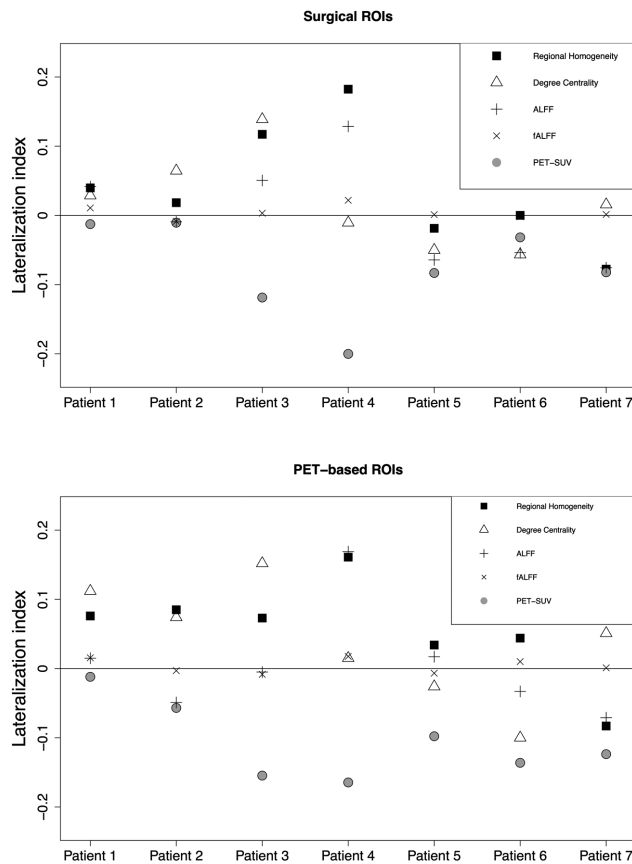 Surgical ROIs
Lateralization index
0.2
0.1
0
−0.1
−0.2
Regional Homogeneity
Degree Centrality
ALFF
fALFF
PET−SUV
Patient 1 Patient 2 Patient 3 Patient 4 Patient 5 Patient 6 Patient 7
PET−based ROIs
Lateralization index
0.2
0.1
0
−0.1
−0.2
Regional Homogeneity
Degree Centrality
ALFF
fALFF
PET−SUV
Patient 1 Patient 2 Patient 3 Patient 4 Patient 5 Patient 6 Patient 7